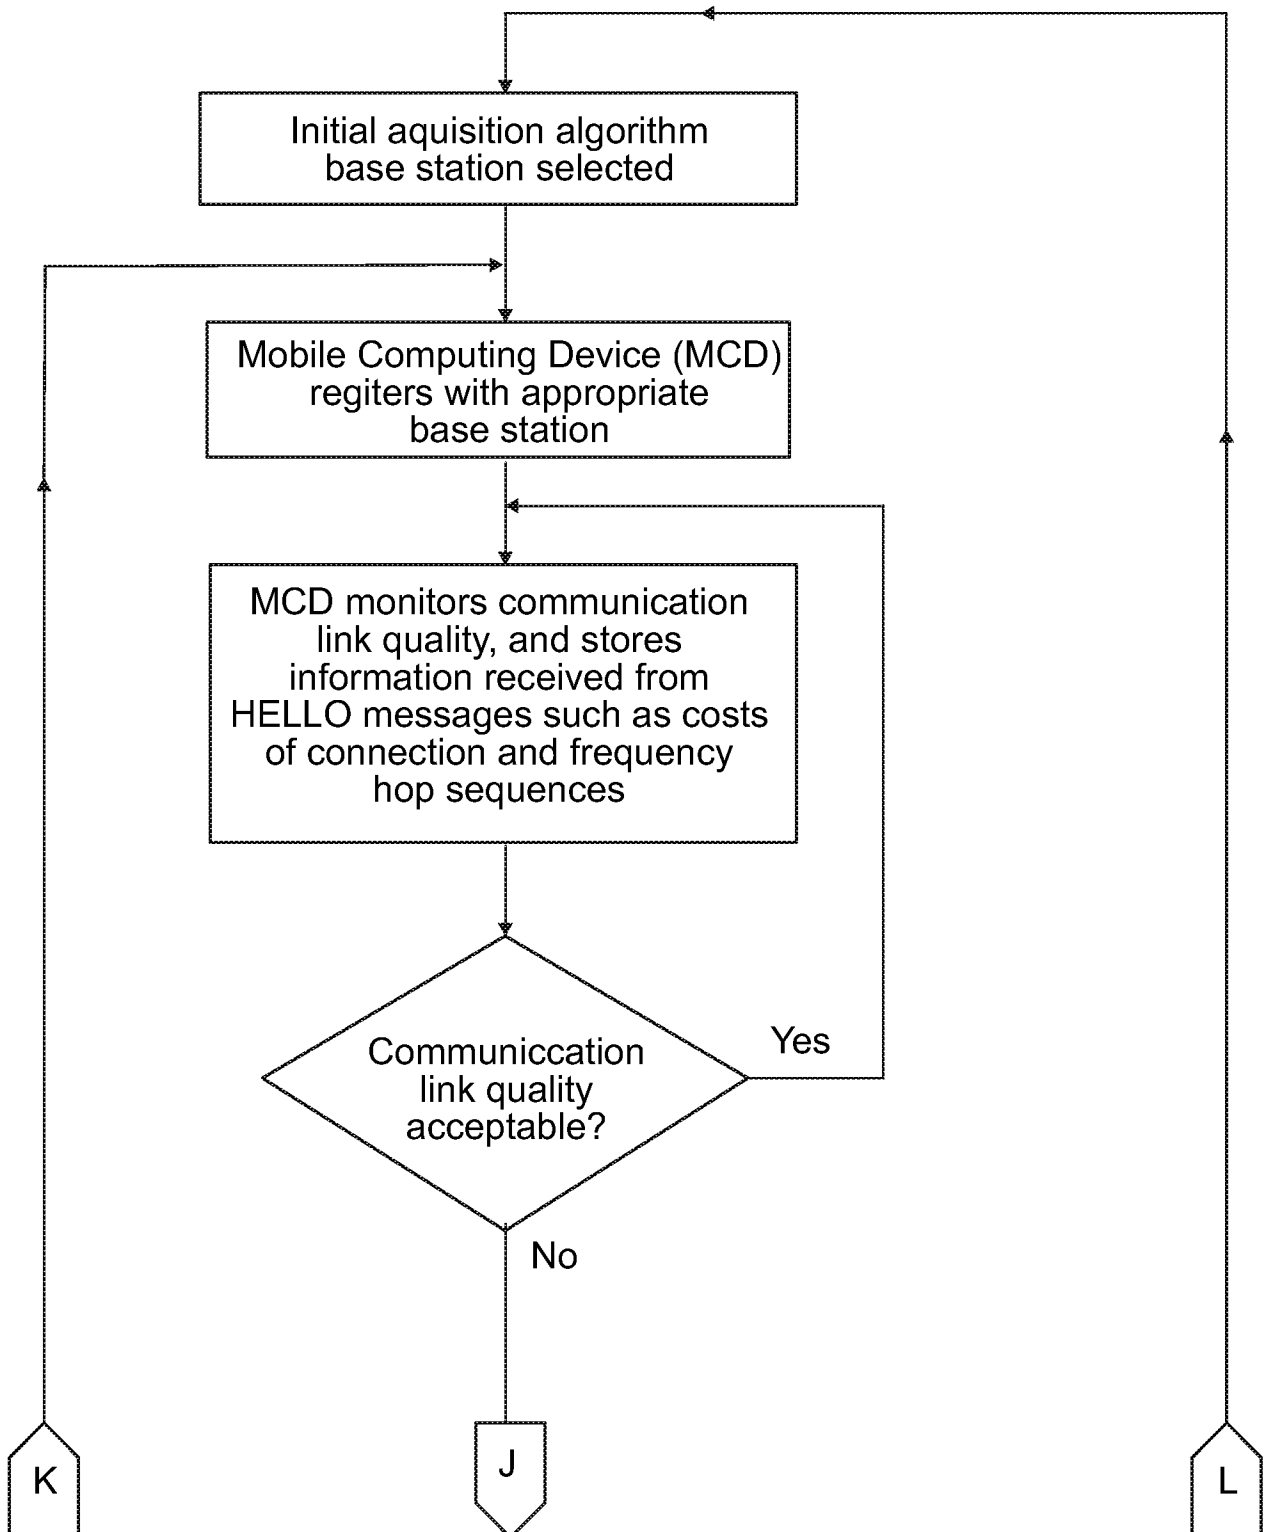 Initial aquisition algorithm
base station selected
Mobile Computing Device (MCD)
regiters with appropriate
base station
MCD monitors communication
link quality, and stores
information received from
HELLO messages such as costs
of connection and frequency
hop sequences
Communiccation
link quality
acceptable?
Yes
No
K
J
L